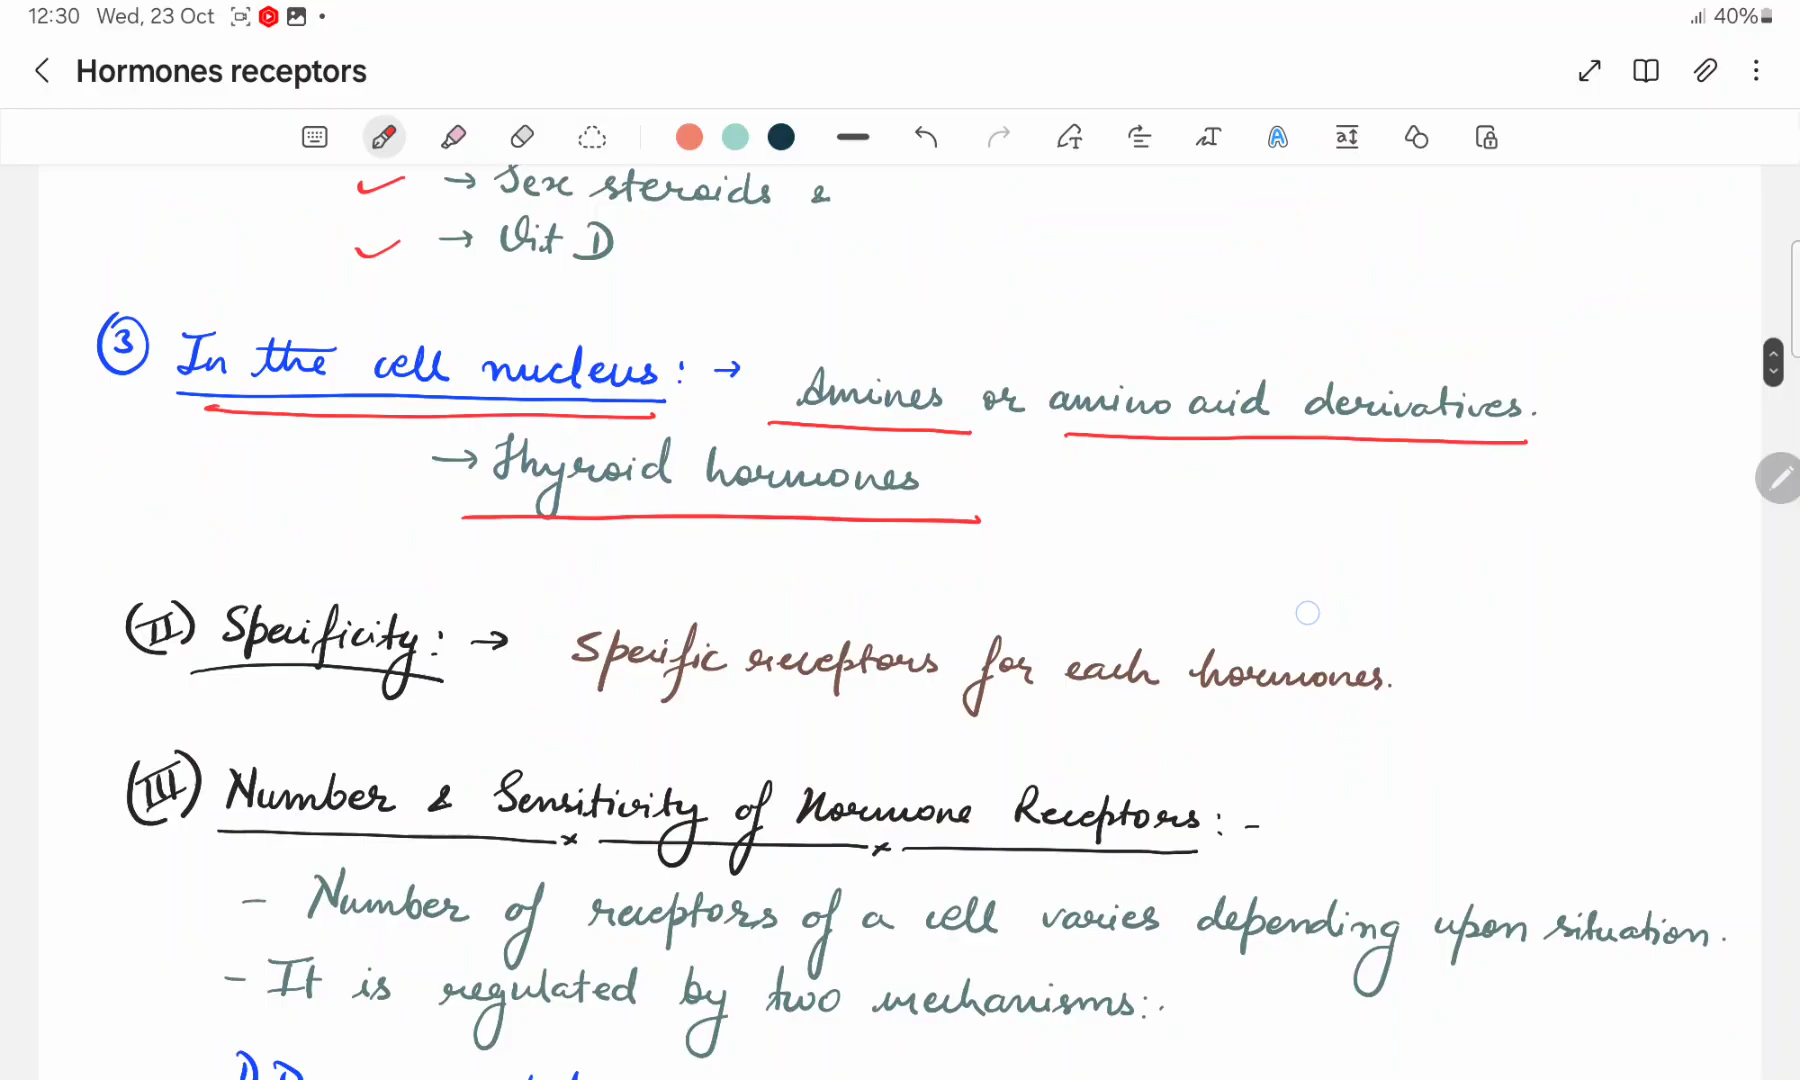 12:30 Wed, 23 Oct 40%
Hormones receptors
→ Sex steroids &
→ Vit D
③ In the cell nucleus: → Amines or amino acid derivatives.
→ Thyroid hormones
(II) Specificity: → Specific receptors for each hormones.
(III) Number & Sensitivity of Hormone Receptors: -
- Number of receptors of a cell varies depending upon situation.
- It is regulated by two mechanisms:.